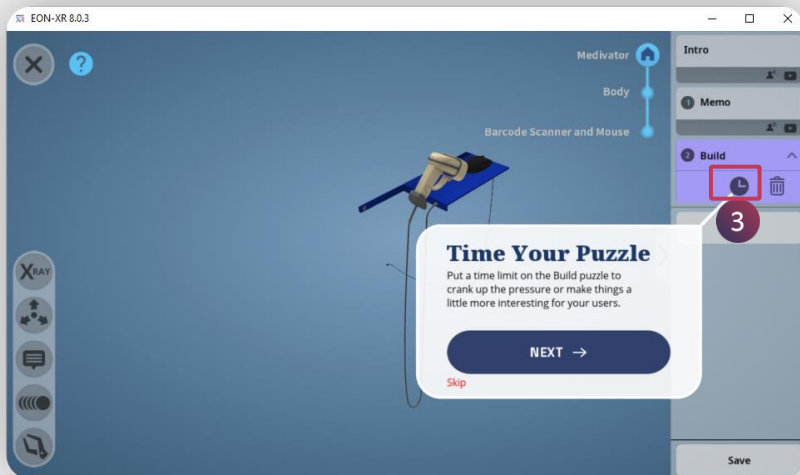 EON-XR 8.0.3
Medivator
Body
Barcode Scanner and Mouse
Intro
1 Memo
2 Build
3
Time Your Puzzle
Put a time limit on the Build puzzle to
crank up the pressure or make things a
little more interesting for your users.
NEXT →
Skip
XRAY
Save